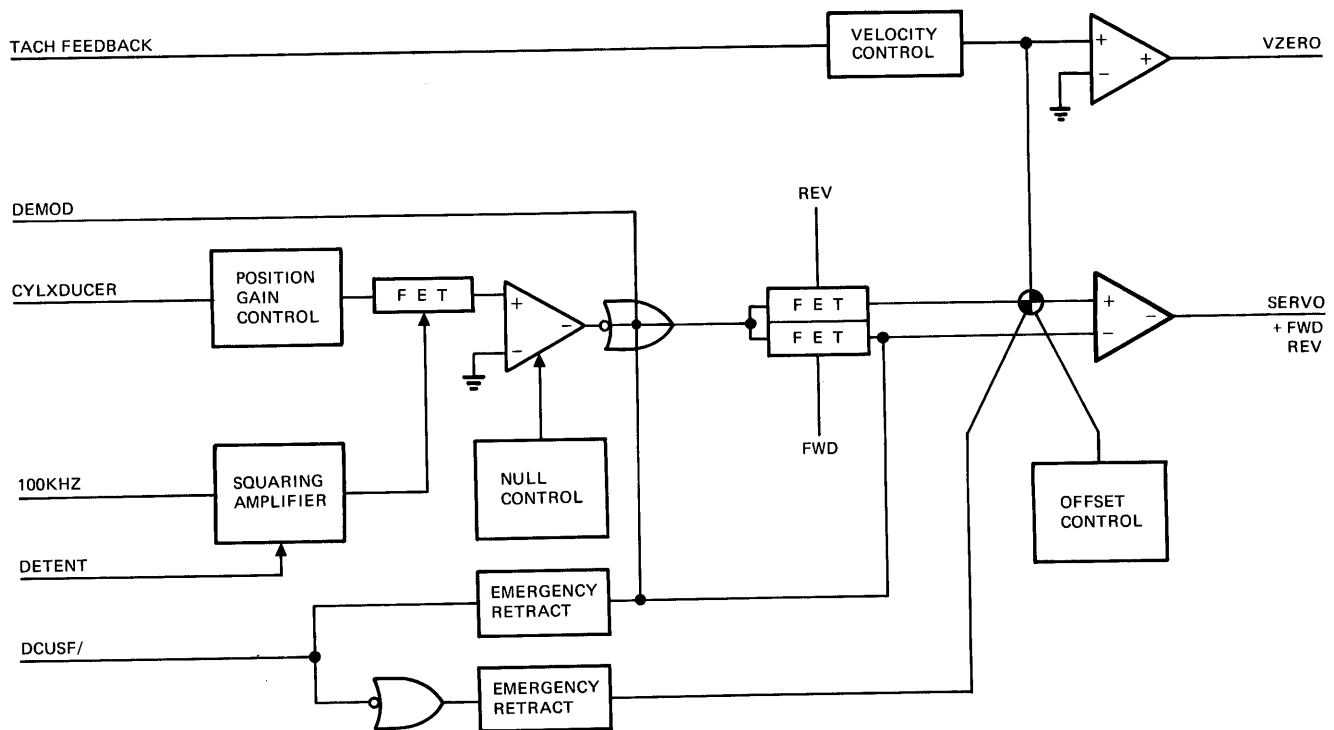 TACH FEEDBACK
VELOCITY
CONTROL
+
−
+
VZERO
DEMOD
REV
CYLXDUCER
POSITION
GAIN
CONTROL
F E T
+
−
−
F E T
F E T
+
−
−
SERVO
+ FWD
REV
FWD
100KHZ
SQUARING
AMPLIFIER
NULL
CONTROL
OFFSET
CONTROL
DETENT
EMERGENCY
RETRACT
DCUSF/
EMERGENCY
RETRACT